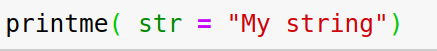 printme( str = "My string")